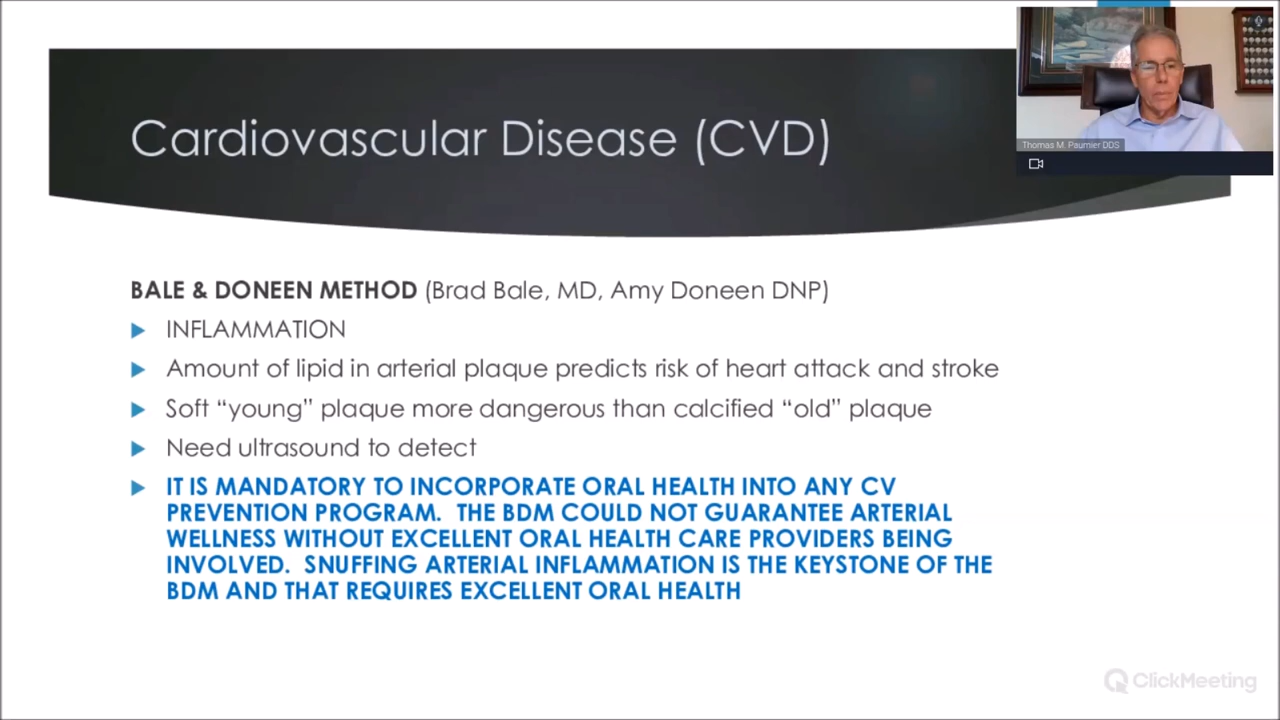 Cardiovascular Disease (CVD)
Thomas M. Paumier DDS
BALE & DONEEN METHOD (Brad Bale, MD, Amy Doneen DNP)
INFLAMMATION
Amount of lipid in arterial plaque predicts risk of heart attack and stroke
Soft “young” plaque more dangerous than calcified “old” plaque
Need ultrasound to detect
IT IS MANDATORY TO INCORPORATE ORAL HEALTH INTO ANY CV
PREVENTION PROGRAM.  THE BDM COULD NOT GUARANTEE ARTERIAL
WELLNESS WITHOUT EXCELLENT ORAL HEALTH CARE PROVIDERS BEING
INVOLVED.  SNUFFING ARTERIAL INFLAMMATION IS THE KEYSTONE OF THE
BDM AND THAT REQUIRES EXCELLENT ORAL HEALTH
ClickMeeting